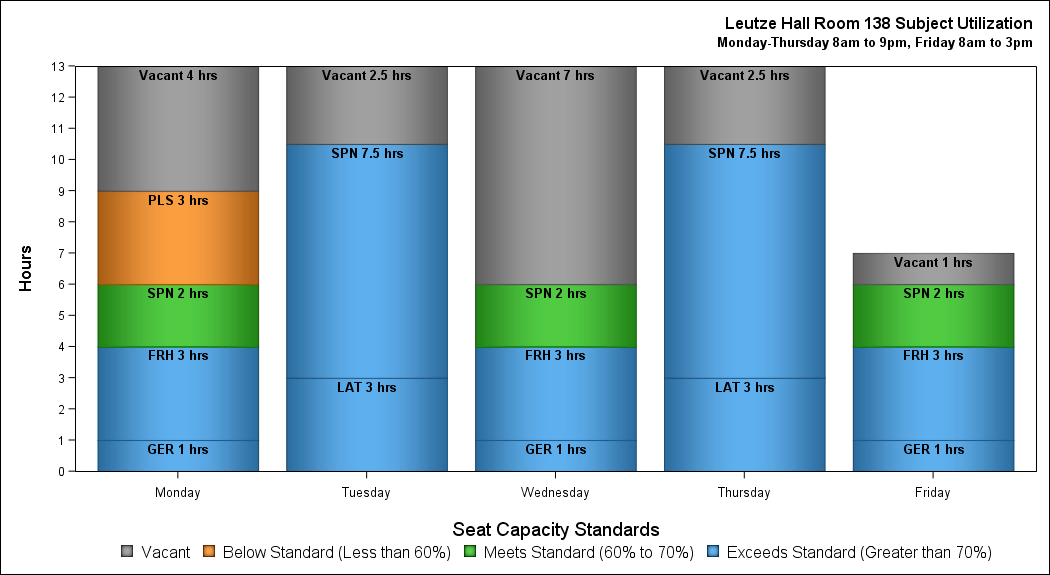 Leutze Hall Room 138 Subject Utilization
Monday-Thursday 8am to 9pm, Friday 8am to 3pm
Hours
13
12
11
10
9
8
7
6
5
4
3
2
1
0
Vacant 4 hrs
PLS 3 hrs
SPN 2 hrs
FRH 3 hrs
GER 1 hrs
Vacant 2.5 hrs
SPN 7.5 hrs
LAT 3 hrs
Vacant 7 hrs
SPN 2 hrs
FRH 3 hrs
GER 1 hrs
Vacant 2.5 hrs
SPN 7.5 hrs
LAT 3 hrs
Vacant 1 hrs
SPN 2 hrs
FRH 3 hrs
GER 1 hrs
Monday Tuesday Wednesday Thursday Friday
Seat Capacity Standards
Vacant Below Standard (Less than 60%) Meets Standard (60% to 70%) Exceeds Standard (Greater than 70%)